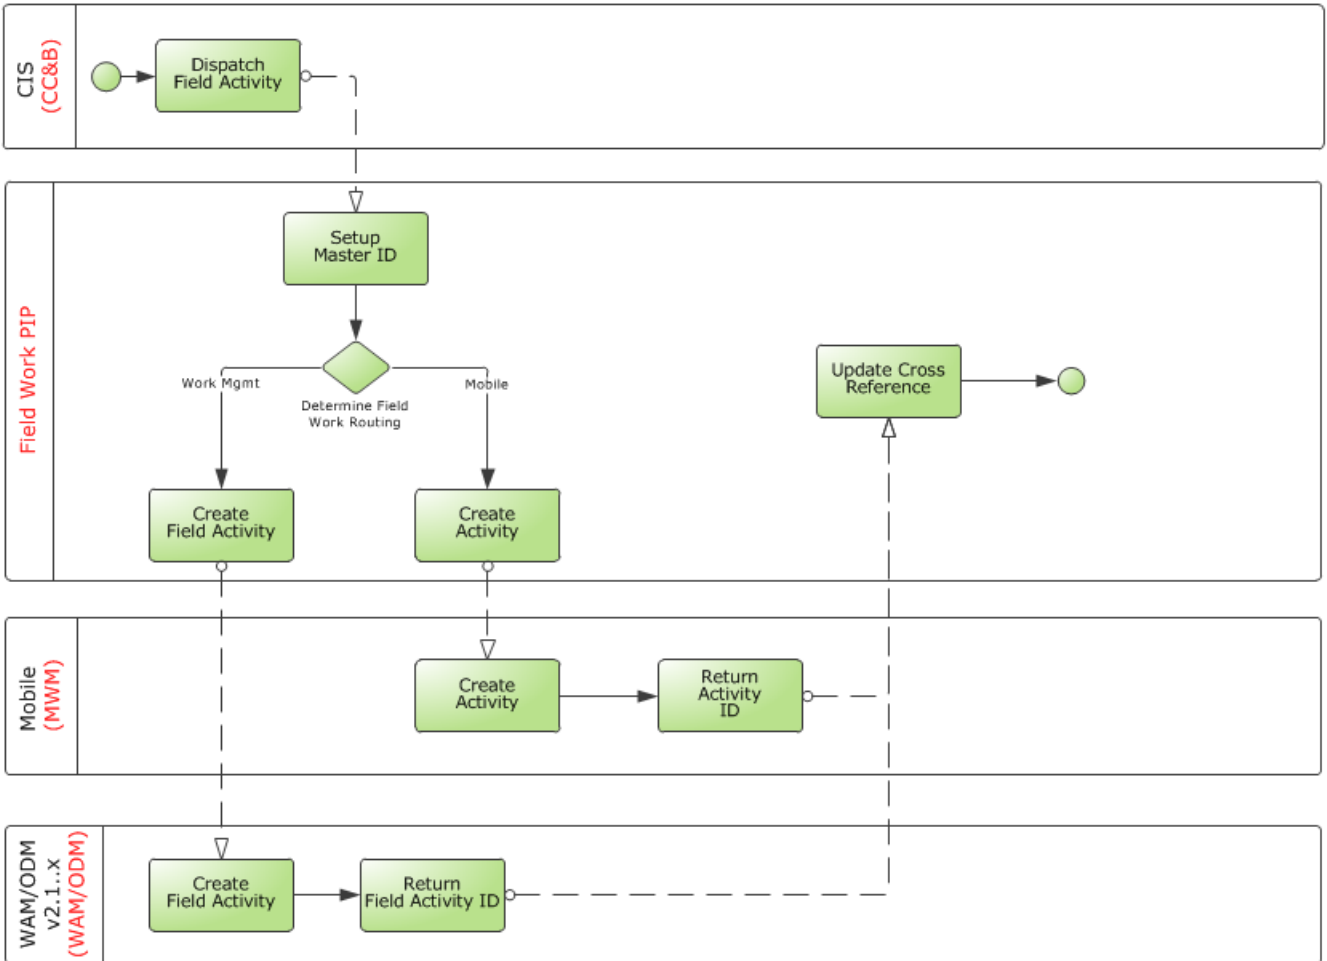 CIS
(CC&B)
Dispatch
Field Activity
Field Work PIP
Setup
Master ID
Work Mgmt
Mobile
Determine Field
Work Routing
Update Cross
Reference
Create
Field Activity
Create
Activity
Mobile
(MWM)
Create
Activity
Return
Activity
ID
WAM/ODM
v2.1..x
(WAM/ODM)
Create
Field Activity
Return
Field Activity ID